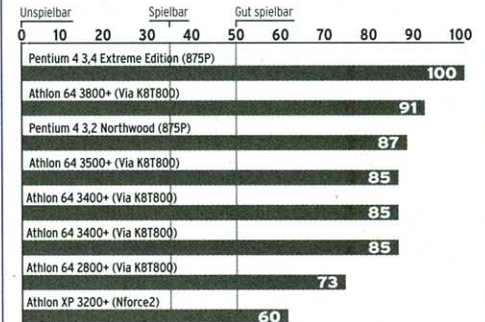 Unspielbar Spielbar Gut spielbar
0 10 20 30 40 50 60 70 80 90 100
Pentium 4 3,4 Extreme Edition (875P)
100
Athlon 64 3800+ (Via K8T800)
91
Pentium 4 3,2 Northwood (875P)
87
Athlon 64 3500+ (Via K8T800)
85
Athlon 64 3400+ (Via K8T800)
85
Athlon 64 3400+ (Via K8T800)
85
Athlon 64 2800+ (Via K8T800)
73
Athlon XP 3200+ (Nforce2)
60